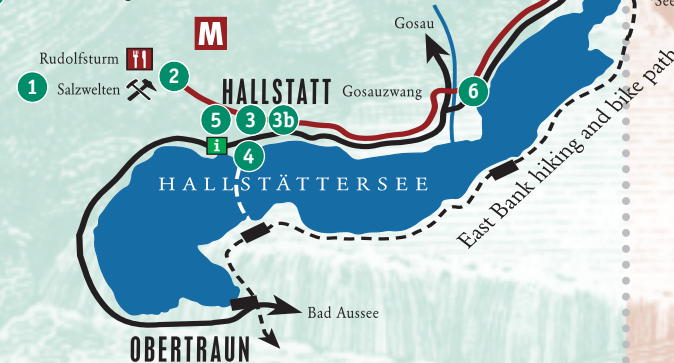 See
Gosau
M
Rudolfsturm
1
Salzwelten
2
HALLSTATT
Gosauzwang
6
5
3
3b
i
4
HALLSTÄTTERSEE
East Bank hiking and bike path
Bad Aussee
OBERTRAUN